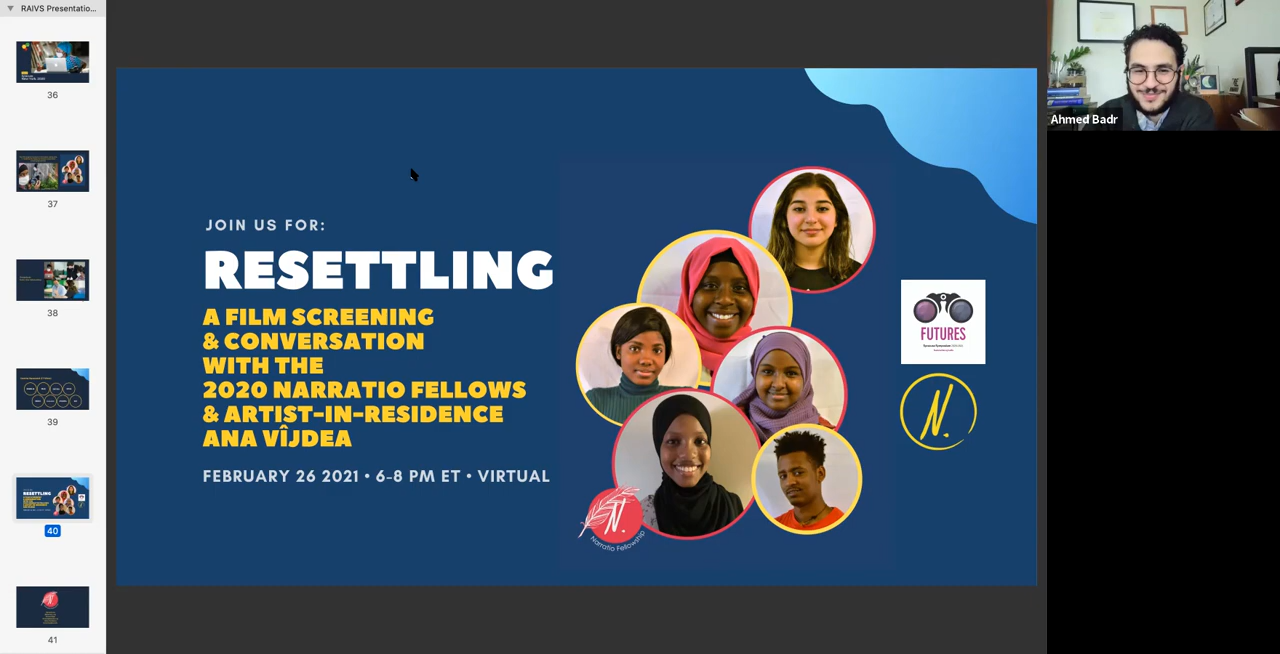 RAIVS Presentatio...
36
37
38
39
40
41
JOIN US FOR:
RESETTLING
A FILM SCREENING
& CONVERSATION
WITH THE
2020 NARRATIO FELLOWS
& ARTIST-IN-RESIDENCE
ANA VÎJDEA
FEBRUARY 26 2021 • 6-8 PM ET • VIRTUAL
N.
Narratio Fellowship
FUTURES
N.
Ahmed Badr